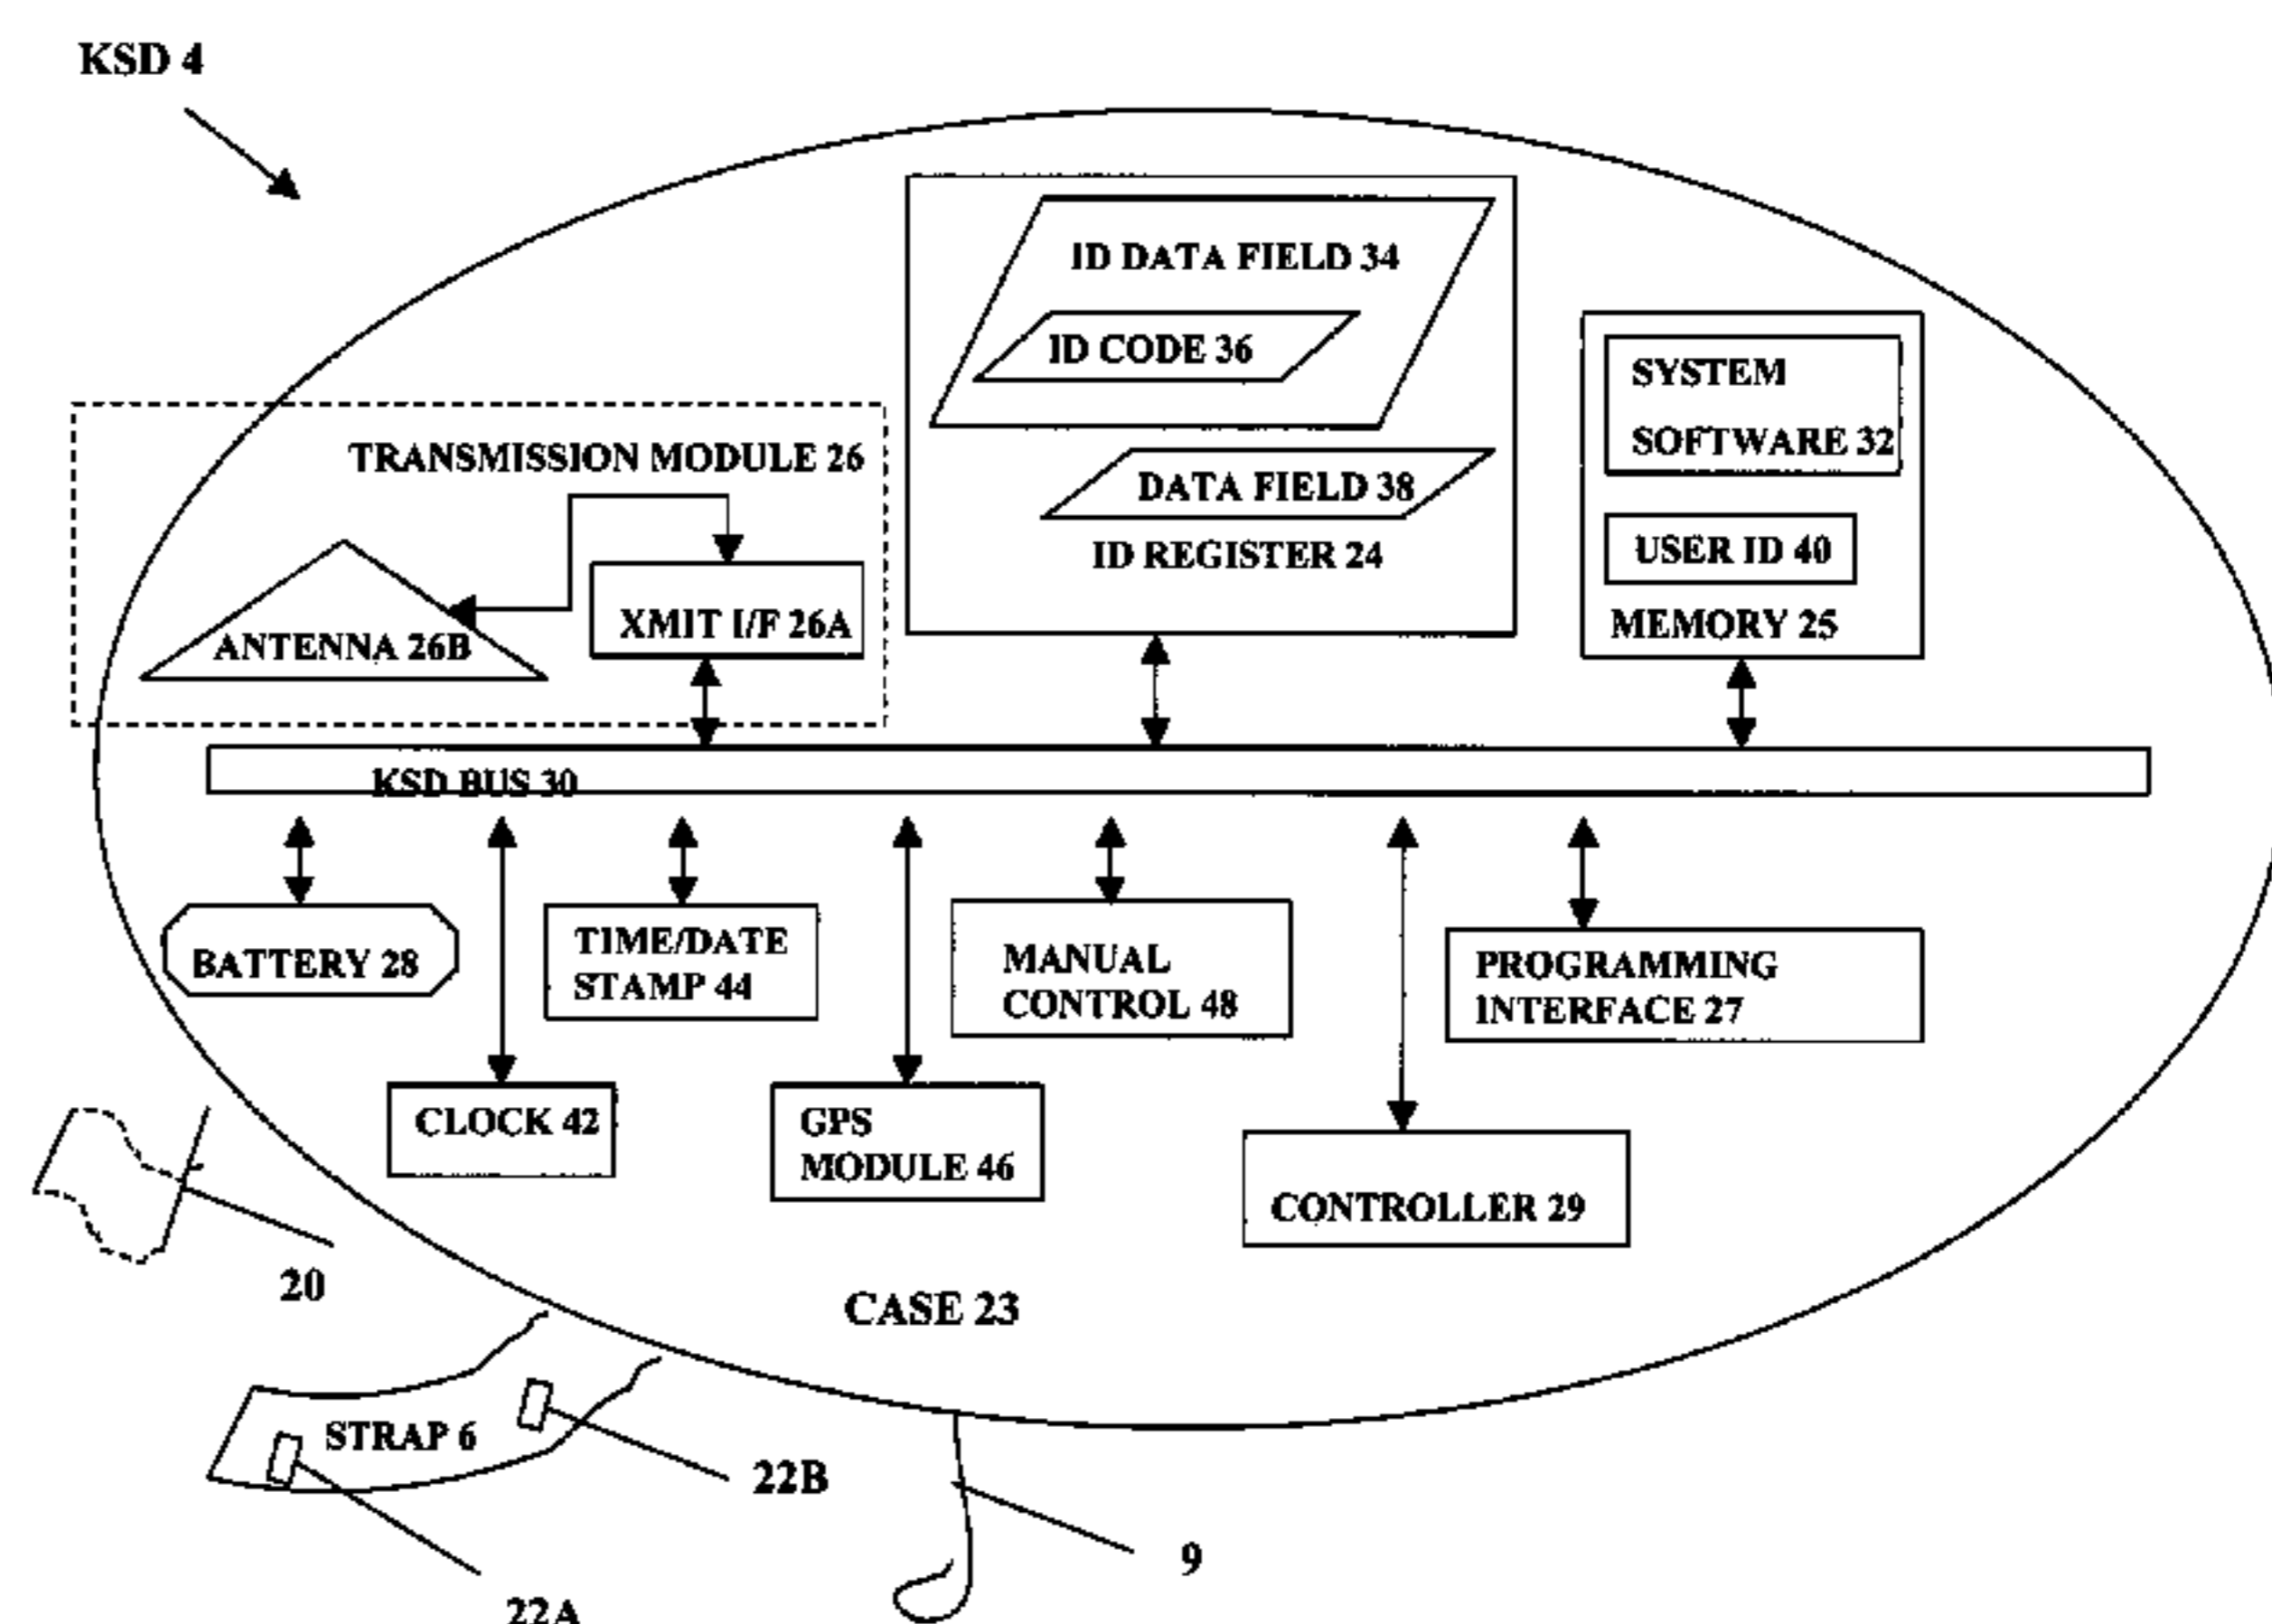 KSD 4
ID DATA FIELD 34
ID CODE 36
DATA FIELD 38
ID REGISTER 24
SYSTEM
SOFTWARE 32
USER ID 40
MEMORY 25
TRANSMISSION MODULE 26
ANTENNA 26B
XMIT I/F 26A
KSD BUS 30
BATTERY 28
TIME/DATE
STAMP 44
MANUAL
CONTROL 48
PROGRAMMING
INTERFACE 27
CLOCK 42
GPS
MODULE 46
CONTROLLER 29
20
CASE 23
STRAP 6
22B
9
22A